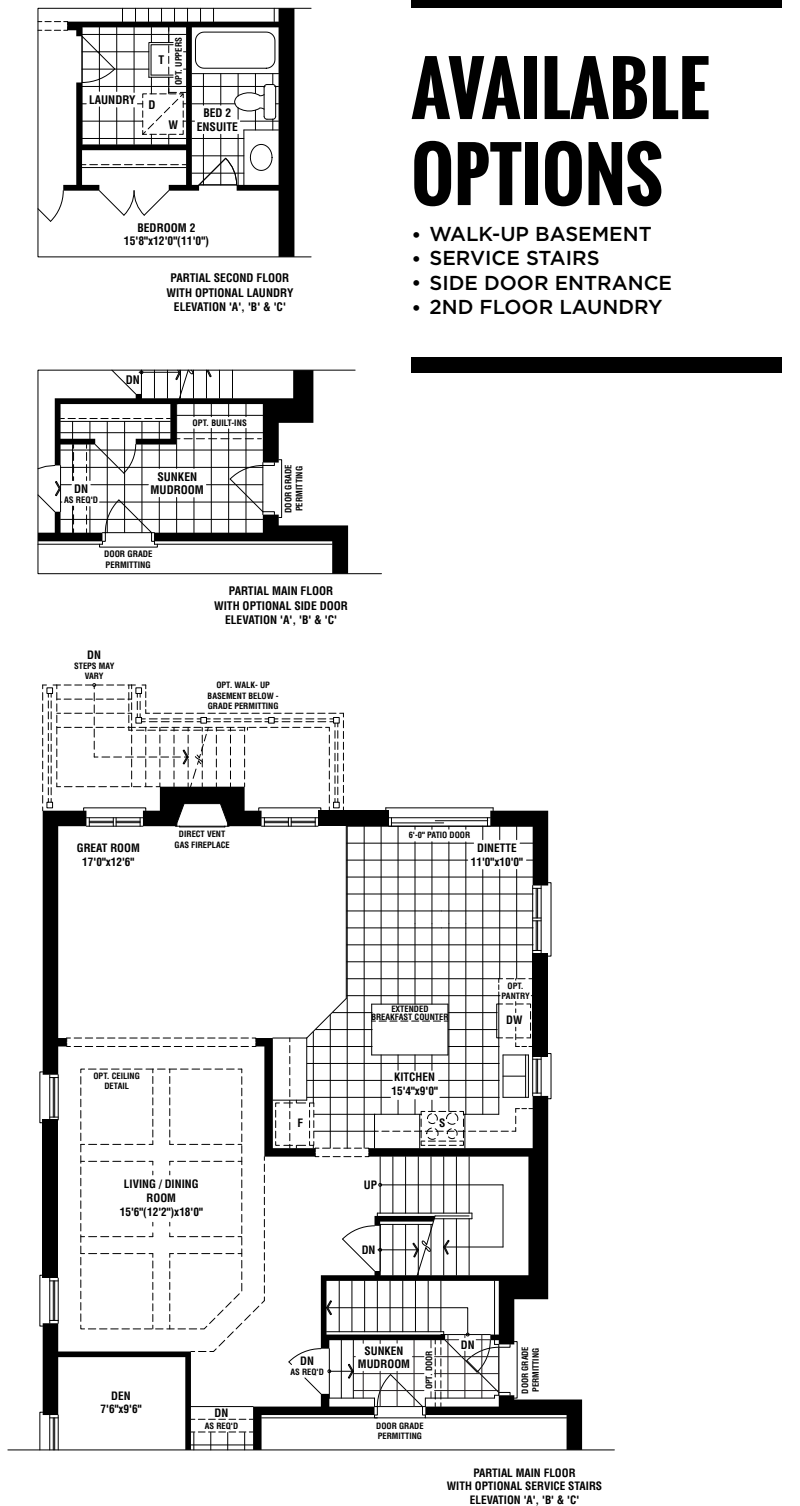 T
OPT. UPPERS
LAUNDRY
D
W
BED 2
ENSUITE
BEDROOM 2
15'8"x12'0"(11'0")
PARTIAL SECOND FLOOR
WITH OPTIONAL LAUNDRY
ELEVATION 'A', 'B' & 'C'
AVAILABLE
OPTIONS
• WALK-UP BASEMENT
• SERVICE STAIRS
• SIDE DOOR ENTRANCE
• 2ND FLOOR LAUNDRY
DN
OPT. BUILT-INS
SUNKEN
MUDROOM
DN
AS REQ'D
DOOR GRADE
PERMITTING
DOOR GRADE
PERMITTING
PARTIAL MAIN FLOOR
WITH OPTIONAL SIDE DOOR
ELEVATION 'A', 'B' & 'C'
DN
STEPS MAY
VARY
OPT. WALK- UP
BASEMENT BELOW -
GRADE PERMITTING
DIRECT VENT
GAS FIREPLACE
GREAT ROOM
17'0"x12'6"
6'-0" PATIO DOOR
DINETTE
11'0"x10'0"
OPT.
PANTRY
DW
EXTENDED
BREAKFAST COUNTER
KITCHEN
15'4"x9'0"
F
S
OPT. CEILING
DETAIL
LIVING / DINING
ROOM
15'6"(12'2")x18'0"
UP
DN
DN
SUNKEN
MUDROOM
DN
AS REQ'D
OPT. DOOR
DOOR GRADE
PERMITTING
DEN
7'6"x9'6"
DN
AS REQ'D
DOOR GRADE
PERMITTING
PARTIAL MAIN FLOOR
WITH OPTIONAL SERVICE STAIRS
ELEVATION 'A', 'B' & 'C'